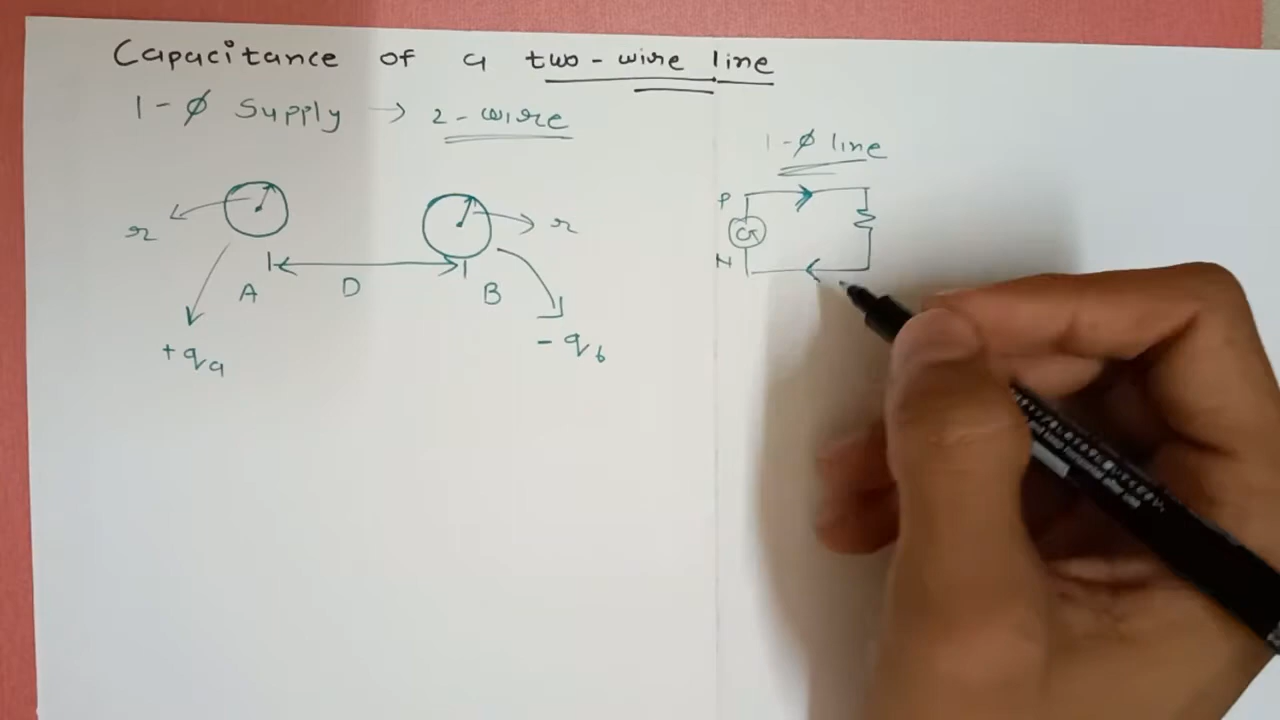 Capacitance of a two-wire line
1-φ Supply → 2-wire
1-φ line
P
G
N
r
r
A
D
B
+qa
-qb